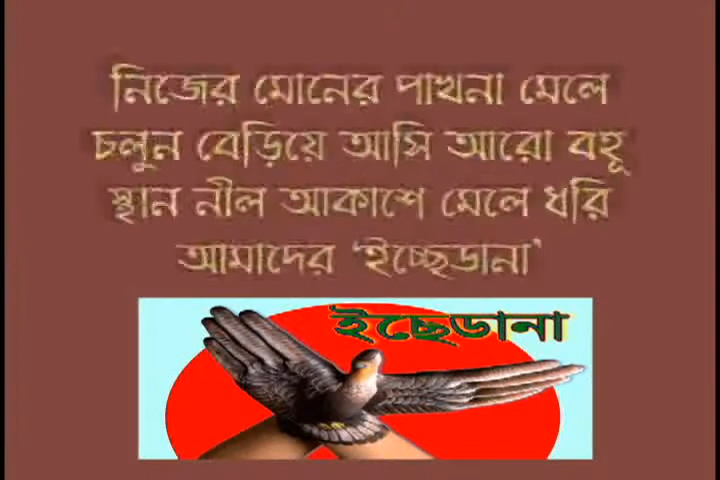 নিজের মোনের পাখনা মেলে
চলুন বেড়িয়ে আসি আরো বহূ
স্থান নীল আকাশে মেলে ধরি
আমাদের ‘ইচ্ছেডানা’
ইচ্ছেডানা